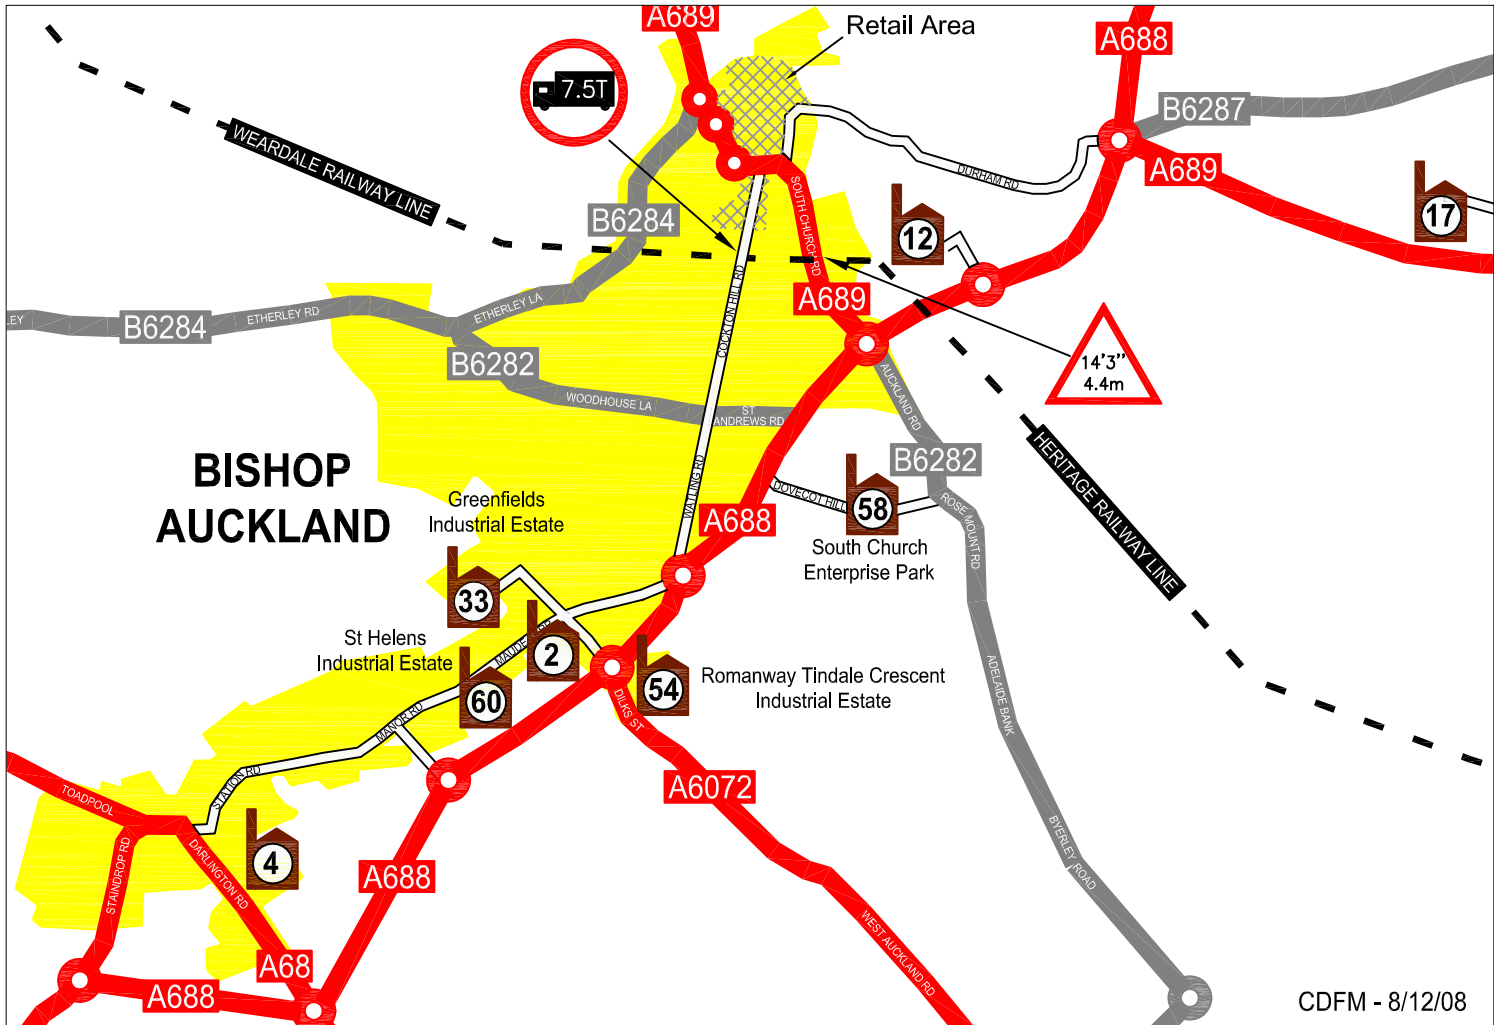 A689
Retail Area
A688
7.5T
B6287
WEARDALE RAILWAY LINE
DURHAM RD
A689
17
B6284
SOUTH CHURCH RD
12
COCKTON HILL RD
A689
LEY
B6284
ETHERLEY RD
ETHERLEY LA
B6282
14'3"
4.4m
AUCKLAND RD
WOODHOUSE LA
ST
ANDREWS RD
BISHOP
AUCKLAND
B6282
HERITAGE RAILWAY LINE
Greenfields
Industrial Estate
WATLING RD
A688
DOVECOT HILL
58
ROSE MOUNT RD
South Church
Enterprise Park
33
St Helens
Industrial Estate
2
60
54
Romanway Tindale Crescent
Industrial Estate
MANOR RD
DILKS ST
ADELAIDE BANK
STATION RD
A6072
TOADPOOL
STAINDROP RD
DARLINGTON RD
4
A688
BYERLEY ROAD
WEST AUCKLAND RD
A68
A688
CDFM - 8/12/08